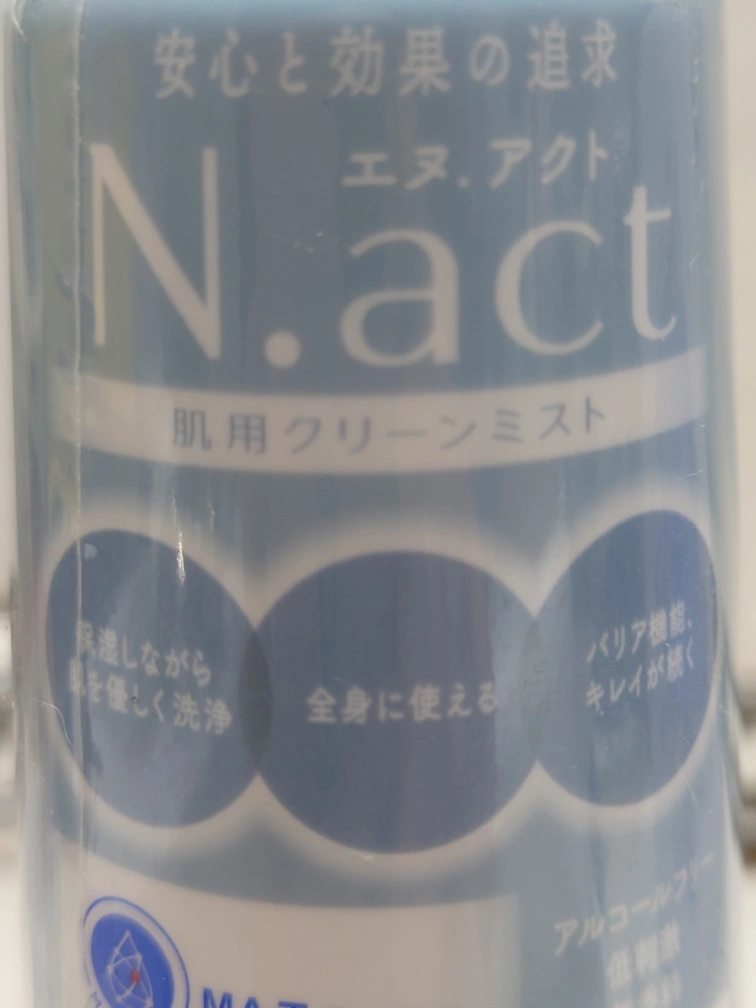 安心と効果の追求
エヌ.アクト
N.act
肌用クリーンミスト
保湿しながら
肌を優しく洗浄
全身に使える
バリア機能、
キレイが続く
アルコールフリー
低刺激